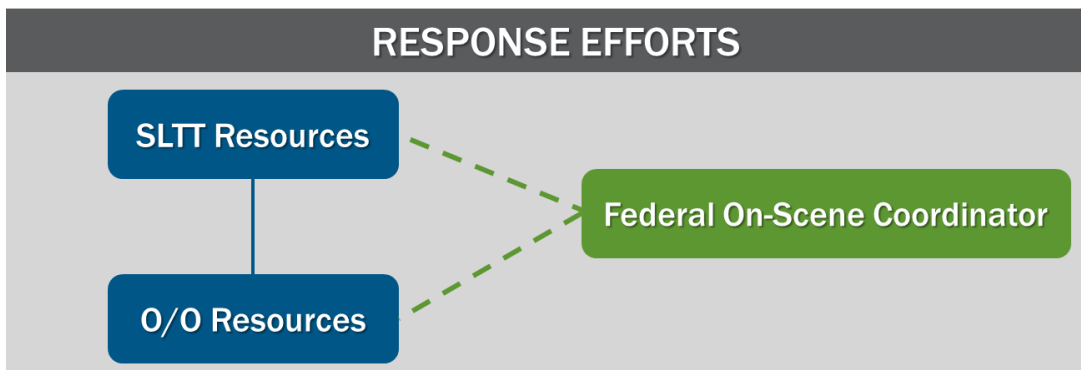 RESPONSE EFFORTS
SLTT Resources
Federal On-Scene Coordinator
O/O Resources